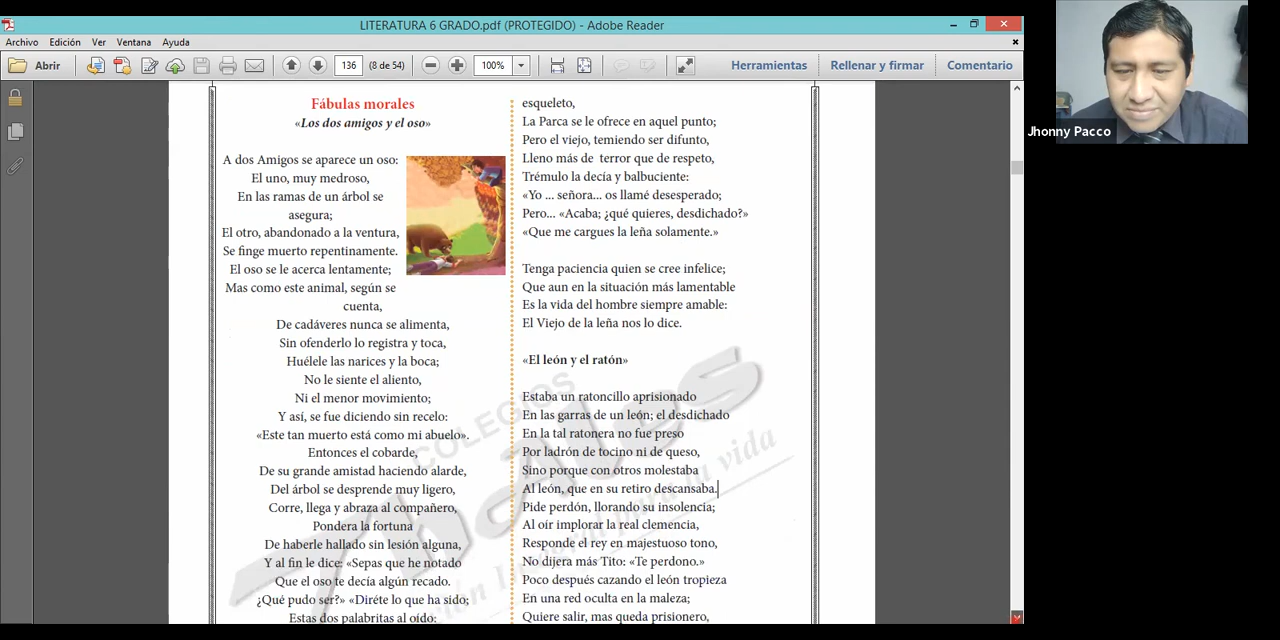 LITERATURA 6 GRADO.pdf (PROTEGIDO) - Adobe Reader
Archivo Edición Ver Ventana Ayuda
Abrir 136 (8 de 54) 100% Herramientas Rellenar y firmar Comentario
Jhonny Pacco
Fábulas morales
«Los dos amigos y el oso»
A dos Amigos se aparece un oso:
El uno, muy medroso,
En las ramas de un árbol se
asegura;
El otro, abandonado a la ventura,
Se finge muerto repentinamente.
El oso se le acerca lentamente;
Mas como este animal, según se
cuenta,
De cadáveres nunca se alimenta,
Sin ofenderlo lo registra y toca,
Huélele las narices y la boca;
No le siente el aliento,
Ni el menor movimiento;
Y así, se fue diciendo sin recelo:
«Este tan muerto está como mi abuelo».
Entonces el cobarde,
De su grande amistad haciendo alarde,
Del árbol se desprende muy ligero,
Corre, llega y abraza al compañero,
Pondera la fortuna
De haberle hallado sin lesión alguna,
Y al fin le dice: «Sepas que he notado
Que el oso te decía algún recado.
¿Qué pudo ser?» «Diréte lo que ha sido;
Estas dos palabritas al oído:
esqueleto,
La Parca se le ofrece en aquel punto;
Pero el viejo, temiendo ser difunto,
Lleno más de terror que de respeto,
Trémulo la decía y balbuciente:
«Yo ... señora... os llamé desesperado;
Pero... «Acaba; ¿qué quieres, desdichado?»
«Que me cargues la leña solamente.»
Tenga paciencia quien se cree infelice;
Que aun en la situación más lamentable
Es la vida del hombre siempre amable:
El Viejo de la leña nos lo dice.
«El león y el ratón»
Estaba un ratoncillo aprisionado
En las garras de un león; el desdichado
En la tal ratonera no fue preso
Por ladrón de tocino ni de queso,
Sino porque con otros molestaba
Al león, que en su retiro descansaba.
Pide perdón, llorando su insolencia;
Al oír implorar la real clemencia,
Responde el rey en majestuoso tono,
No dijera más Tito: «Te perdono.»
Poco después cazando el león tropieza
En una red oculta en la maleza;
Quiere salir, mas queda prisionero,
COLEGIOS
Thales
para la vida